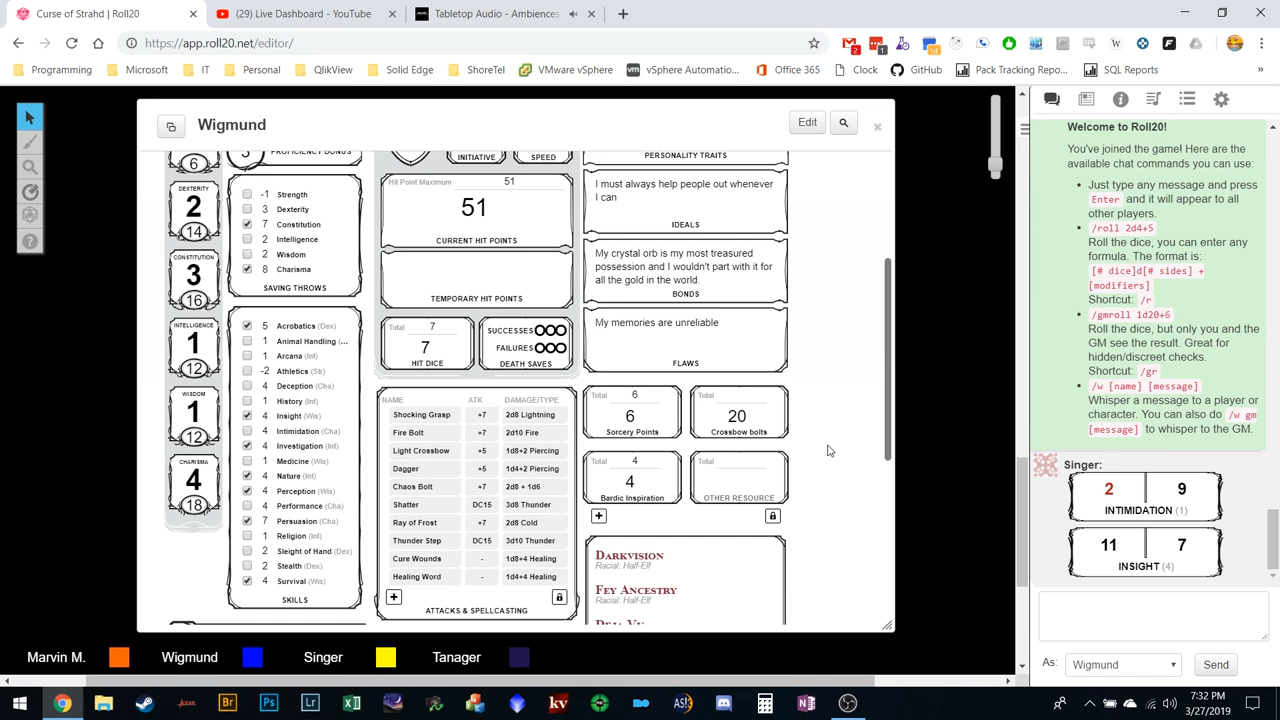 Curse of Strahd | Roll20
(29) Live Dashboard - YouTube
Tabletop Audio - Ambiences
https://app.roll20.net/editor/
Programming
Microsoft
IT
Personal
QlikView
Solid Edge
ShoreTel
VMware vSphere
vSphere Automatio...
Office 365
Clock
GitHub
Pack Tracking Repo...
SQL Reports
Wigmund
Edit
6
DEXTERITY
2
14
CONSTITUTION
3
16
INTELLIGENCE
1
12
WISDOM
1
12
CHARISMA
4
18
3 PROFICIENCY BONUS
-1 Strength
3 Dexterity
7 Constitution
2 Intelligence
2 Wisdom
8 Charisma
SAVING THROWS
5 Acrobatics (Dex)
1 Animal Handling (...
1 Arcana (Int)
-2 Athletics (Str)
4 Deception (Cha)
1 History (Int)
4 Insight (Wis)
4 Intimidation (Cha)
4 Investigation (Int)
1 Medicine (Wis)
4 Nature (Int)
4 Perception (Wis)
4 Performance (Cha)
7 Persuasion (Cha)
1 Religion (Int)
2 Sleight of Hand (Dex)
2 Stealth (Dex)
4 Survival (Wis)
SKILLS
INITIATIVE
SPEED
Hit Point Maximum 51
51
CURRENT HIT POINTS
TEMPORARY HIT POINTS
Total 7
7
HIT DICE
SUCCESSES
FAILURES
DEATH SAVES
NAME ATK DAMAGE/TYPE
Shocking Grasp +7 2d8 Lightning
Fire Bolt +7 2d10 Fire
Light Crossbow +5 1d8+2 Piercing
Dagger +5 1d4+2 Piercing
Chaos Bolt +7 2d8 + 1d6
Shatter DC15 3d8 Thunder
Ray of Frost +7 2d8 Cold
Thunder Step DC15 3d10 Thunder
Cure Wounds - 1d8+4 Healing
Healing Word - 1d4+4 Healing
ATTACKS & SPELLCASTING
PERSONALITY TRAITS
I must always help people out whenever
I can
IDEALS
My crystal orb is my most treasured
possession and I wouldn't part with it for
all the gold in the world.
BONDS
My memories are unreliable
FLAWS
Total 6
6
Sorcery Points
Total
20
Crossbow bolts
Total 4
4
Bardic Inspiration
Total
OTHER RESOURCE
DARKVISION
Racial: Half-Elf
FEY ANCESTRY
Racial: Half-Elf
DEJA VU
Marvin M.
Wigmund
Singer
Tanager
Welcome to Roll20!
You've joined the game! Here are the
available chat commands you can use:
Just type any message and press
Enter and it will appear to all
other players.
/roll 2d4+5
Roll the dice, you can enter any
formula. The format is:
[# dice]d[# sides] +
[modifiers]
Shortcut: /r
/gmroll 1d20+6
Roll the dice, but only you and the
GM see the result. Great for
hidden/discreet checks.
Shortcut: /gr
/w [name] [message]
Whisper a message to a player or
character. You can also do /w gm
[message] to whisper to the GM.
Singer:
2 9
INTIMIDATION (1)
11 7
INSIGHT (4)
As: Wigmund
Send
7:32 PM
3/27/2019